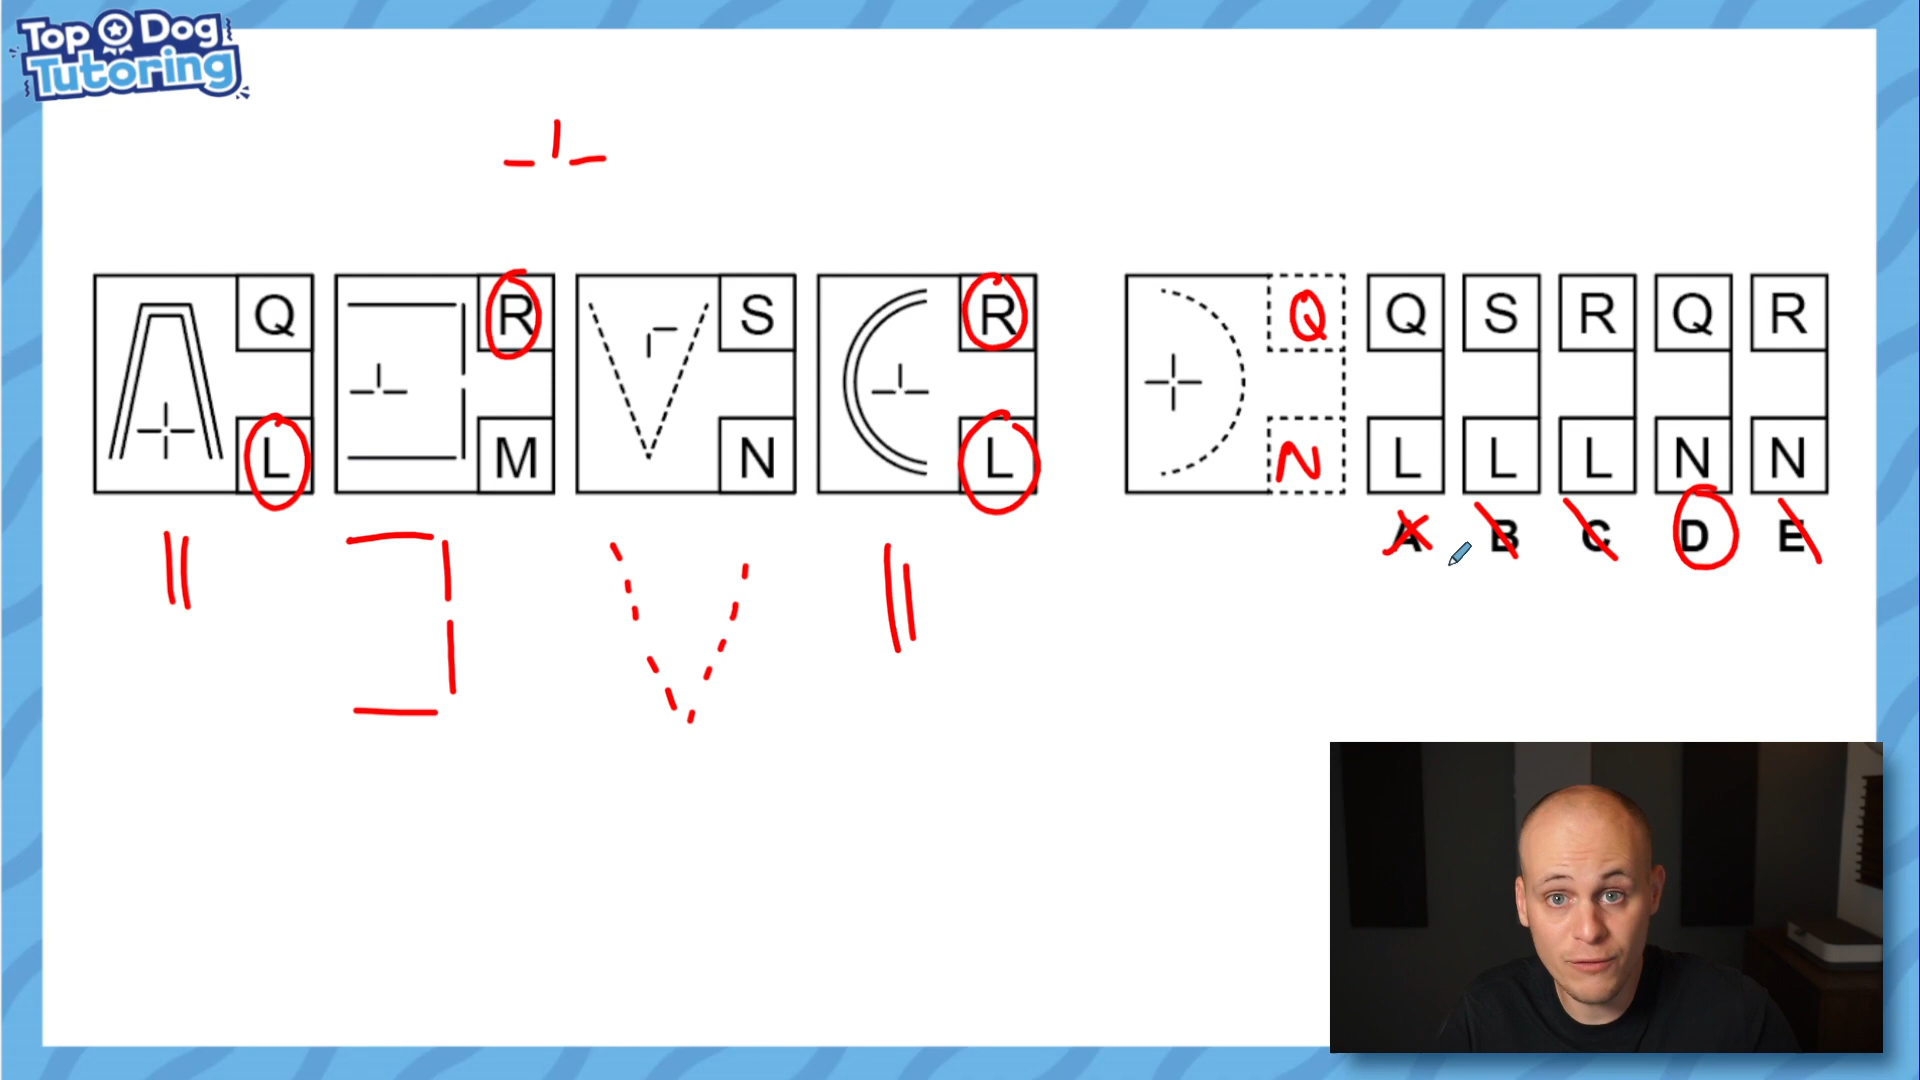 Top Dog
Tutoring
Q R S R Q Q S R Q R
L M N L N L L L N N
A B C D E